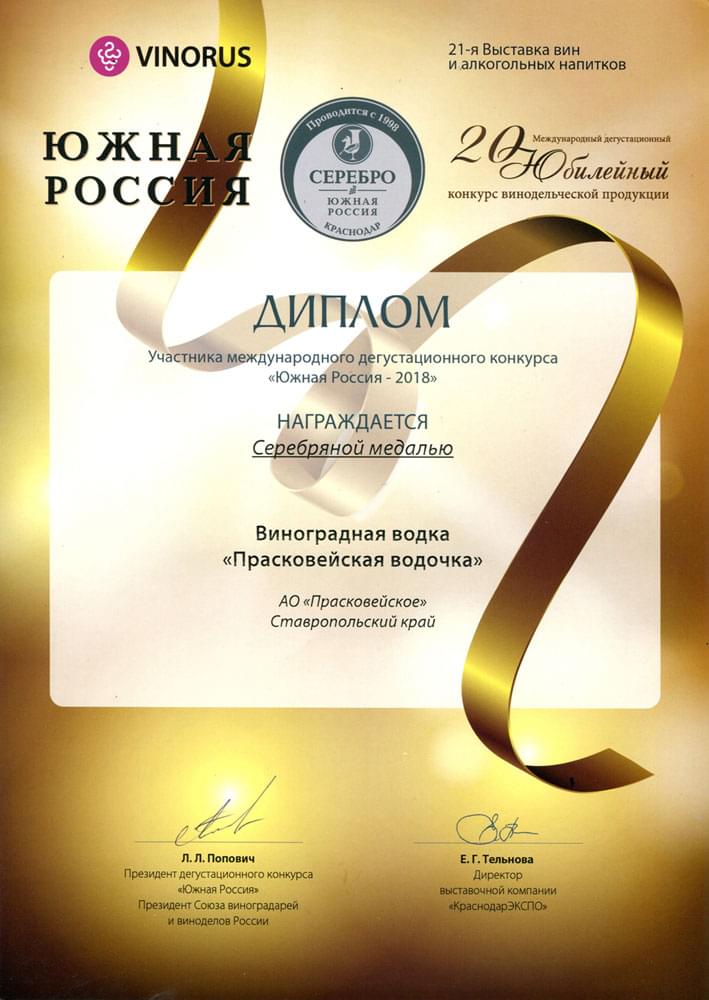 VINORUS
21-я Выставка вин
и алкогольных напитков
ЮЖНАЯ
РОССИЯ
Проводится с 1998
СЕРЕБРО
ЮЖНАЯ
РОССИЯ
КРАСНОДАР
20 Международный дегустационный
Юбилейный
конкурс винодельческой продукции
ДИПЛОМ
Участника международного дегустационного конкурса
«Южная Россия - 2018»
НАГРАЖДАЕТСЯ
Серебряной медалью
Виноградная водка
«Прасковейская водочка»
АО «Прасковейское»
Ставропольский край
Л. Л. Попович
Президент дегустационного конкурса
«Южная Россия»
Президент Союза виноградарей
и виноделов России
Е. Г. Тельнова
Директор
выставочной компании
«КраснодарЭКСПО»